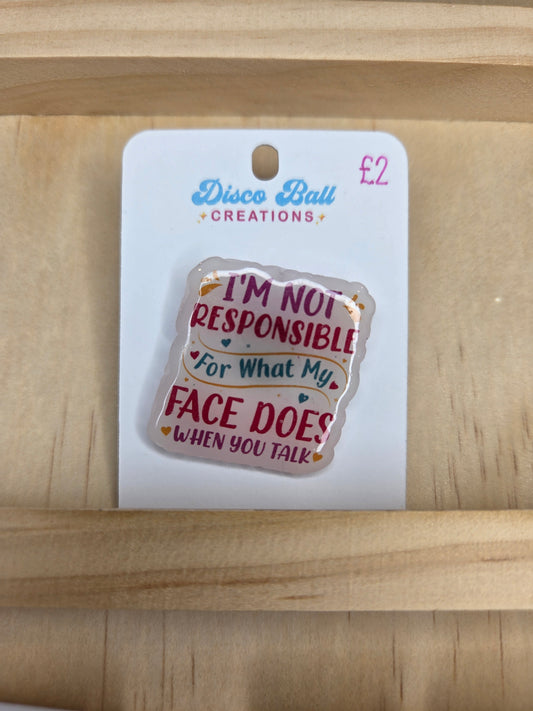 £2
Disco Ball
CREATIONS
I'M NOT
RESPONSIBLE
For What My
FACE DOES
WHEN YOU TALK